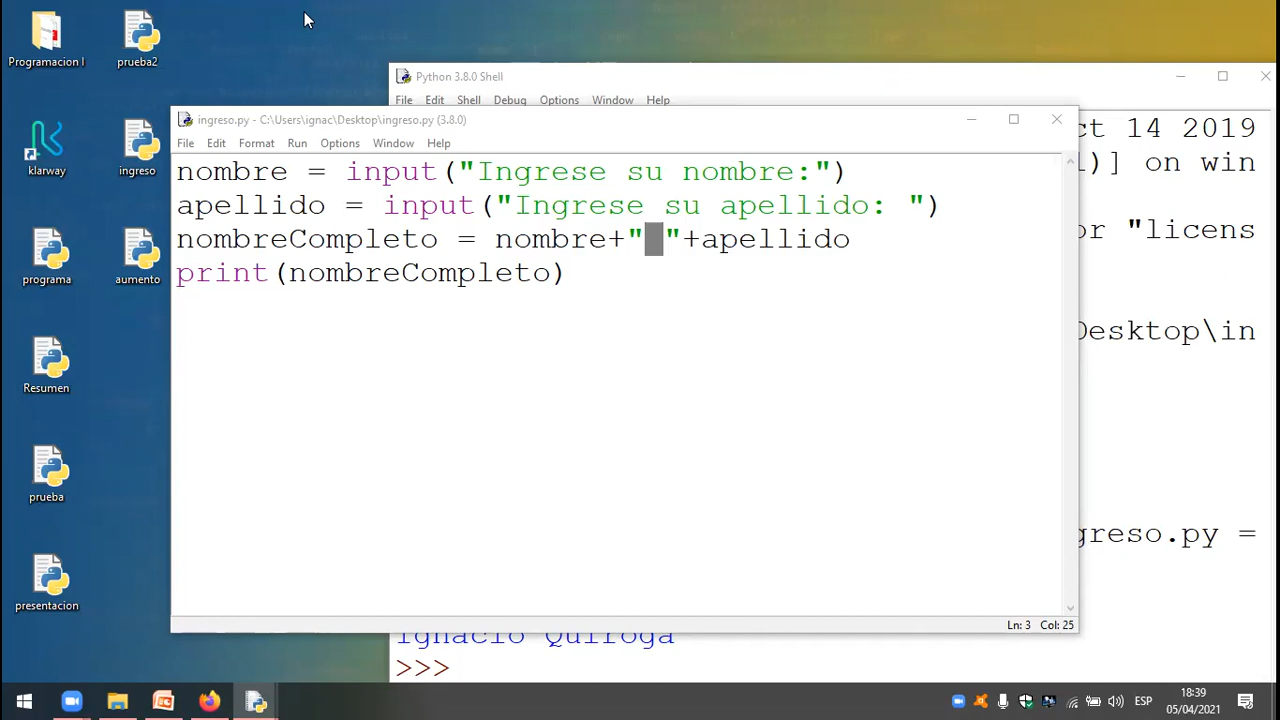 Programacion I
prueba2
klarway
ingreso
programa
aumento
Resumen
prueba
presentacion
Python 3.8.0 Shell
File Edit Shell Debug Options Window Help
ct 14 2019
l)] on win
or "licens
Desktop\in
greso.py =
Ignacio Quiroga
>>>
ingreso.py - C:\Users\ignac\Desktop\ingreso.py (3.8.0)
File Edit Format Run Options Window Help
nombre = input("Ingrese su nombre:")
apellido = input("Ingrese su apellido: ")
nombreCompleto = nombre+" "+apellido
print(nombreCompleto)
Ln: 3 Col: 25
ESP
18:39
05/04/2021